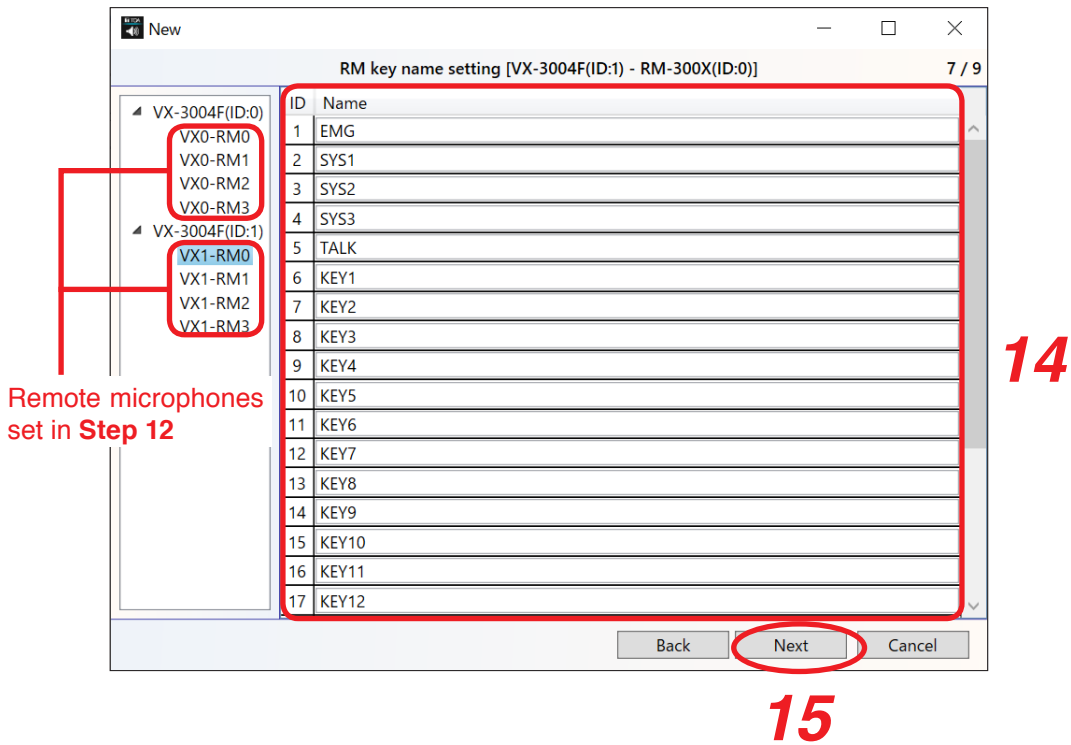 TOA
New
RM key name setting [VX-3004F(ID:1) - RM-300X(ID:0)]
7 / 9
VX-3004F(ID:0)
VX0-RM0
VX0-RM1
VX0-RM2
VX0-RM3
VX-3004F(ID:1)
VX1-RM0
VX1-RM1
VX1-RM2
VX1-RM3
Remote microphones
set in Step 12
ID Name
1 EMG
2 SYS1
3 SYS2
4 SYS3
5 TALK
6 KEY1
7 KEY2
8 KEY3
9 KEY4
10 KEY5
11 KEY6
12 KEY7
13 KEY8
14 KEY9
15 KEY10
16 KEY11
17 KEY12
14
Back Next Cancel
15